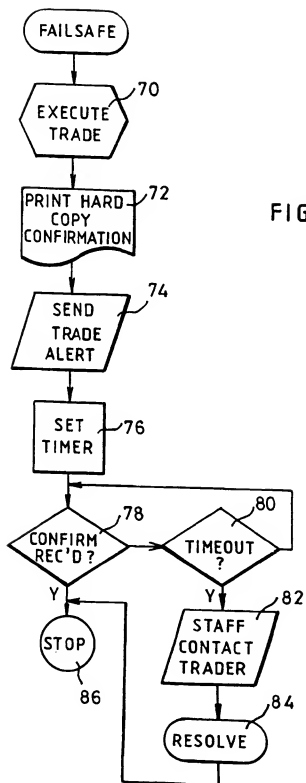 FAILSAFE
70
EXECUTE
TRADE
72
PRINT HARD
COPY
CONFIRMATION
FIG
74
SEND
TRADE
ALERT
76
SET
TIMER
78
CONFIRM
REC'D?
80
TIMEOUT
?
Y
Y
82
STAFF
CONTACT
TRADER
STOP
86
84
RESOLVE